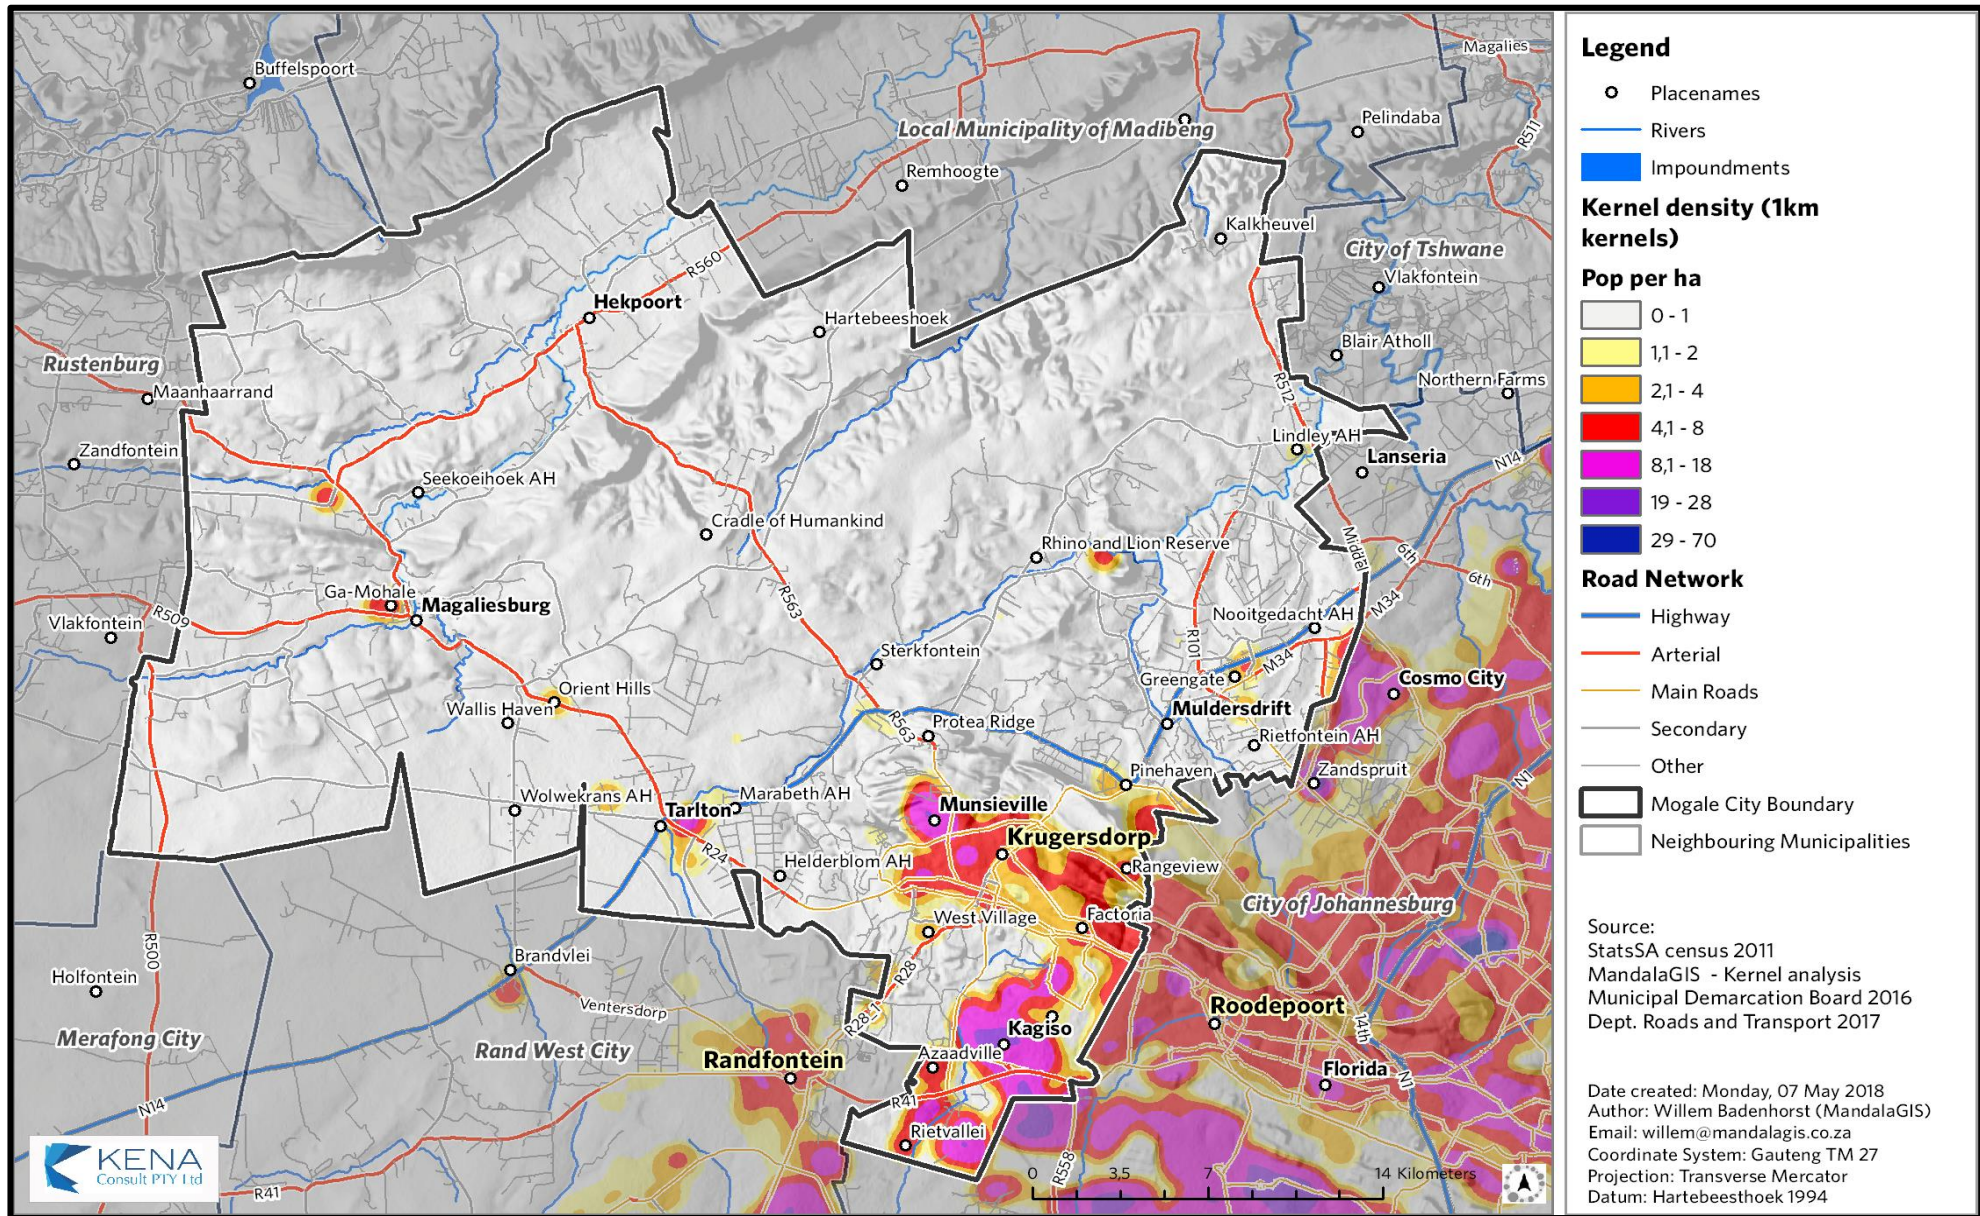 Buffelspoort
Magalies
Pelindaba
R511
Local Municipality of Madibeng
Remhoogte
Kalkheuvel
City of Tshwane
R560
Vlakfontein
Hekpoort
Hartebeeshoek
Blair Atholl
Rustenburg
Northern Farms
Maanhaarrand
R512
Zandfontein
Lindley AH
Lanseria
N14
Seekoeihoek AH
Cradle of Humankind
Rhino and Lion Reserve
Middel
6th
6th
Ga-Mohale
Magaliesburg
R563
M34
Nooitgedacht AH
R509
Vlakfontein
R101
Sterkfontein
M34
Greengate
Cosmo City
Orient Hills
Wallis Haven
R563
Protea Ridge
Muldersdrift
Rietfontein AH
Pinehaven
Zandspruit
N1
Wolwekrans AH
Marabeth AH
Tarlton
Munsieville
Krugersdorp
R24
Helderblom AH
Rangeview
City of Johannesburg
West Village
Factoria
R500
Brandvlei
R28
Holfontein
Ventersdorp
R28_1
Roodepoort
Kagiso
14th
Merafong City
Rand West City
Randfontein
Azaadville
Florida
N1
N14
R41
Rietvallei
R558
R41
KENA
Consult PTY Ltd
0 3,5 7 14 Kilometers
Legend
Placenames
Rivers
Impoundments
Kernel density (1km
kernels)
Pop per ha
0 - 1
1,1 - 2
2,1 - 4
4,1 - 8
8,1 - 18
19 - 28
29 - 70
Road Network
Highway
Arterial
Main Roads
Secondary
Other
Mogale City Boundary
Neighbouring Municipalities
Source:
StatsSA census 2011
MandalaGIS - Kernel analysis
Municipal Demarcation Board 2016
Dept. Roads and Transport 2017
Date created: Monday, 07 May 2018
Author: Willem Badenhorst (MandalaGIS)
Email: willem@mandalagis.co.za
Coordinate System: Gauteng TM 27
Projection: Transverse Mercator
Datum: Hartebeesthoek 1994